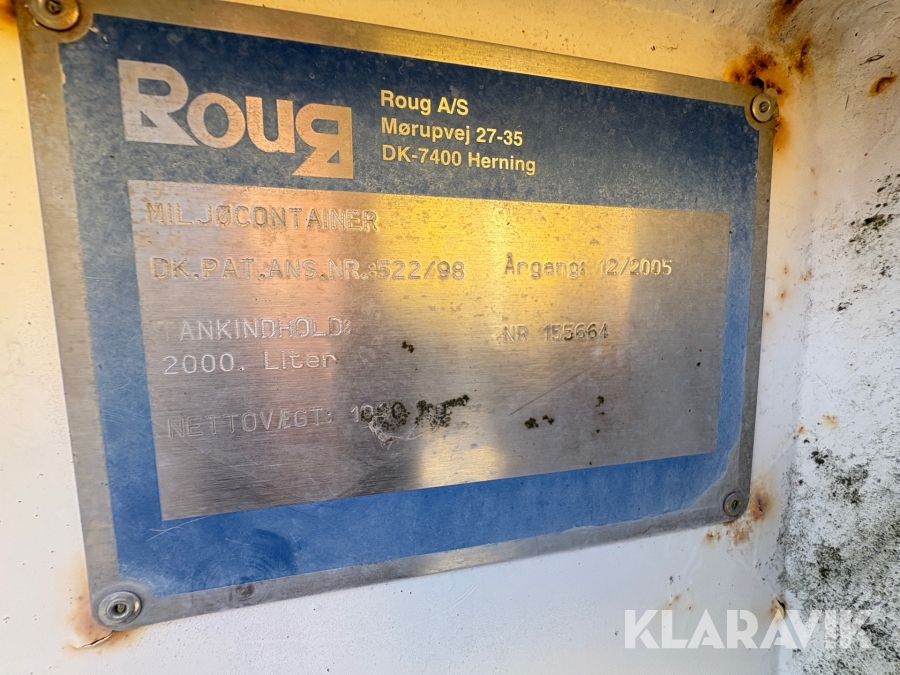 Roug
Roug A/S
Mørupvej 27-35
DK-7400 Herning
MILJØCONTAINER
DK.PAT.ANS.NR.:522/98 Årgang: 12/2005
TANKINDHOLD: NR 155664
2000. Liter
NETTOVÆGT:
KLARAVIK